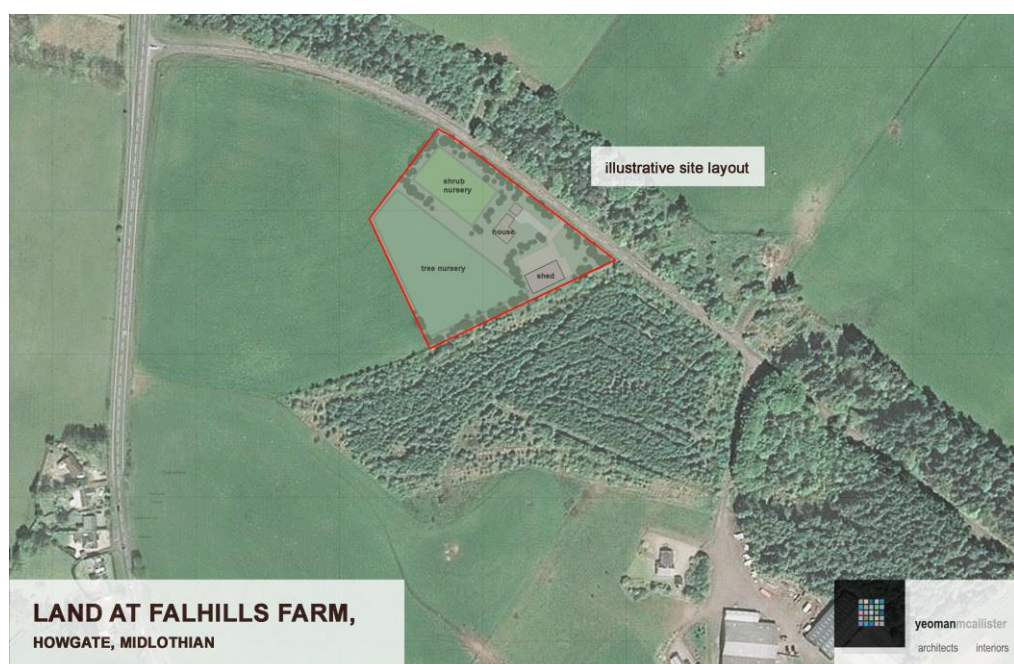 illustrative site layout
shrub
nursery
house
tree nursery
shed
LAND AT FALHILLS FARM,
HOWGATE, MIDLOTHIAN
yeomanmcallister
architects interiors